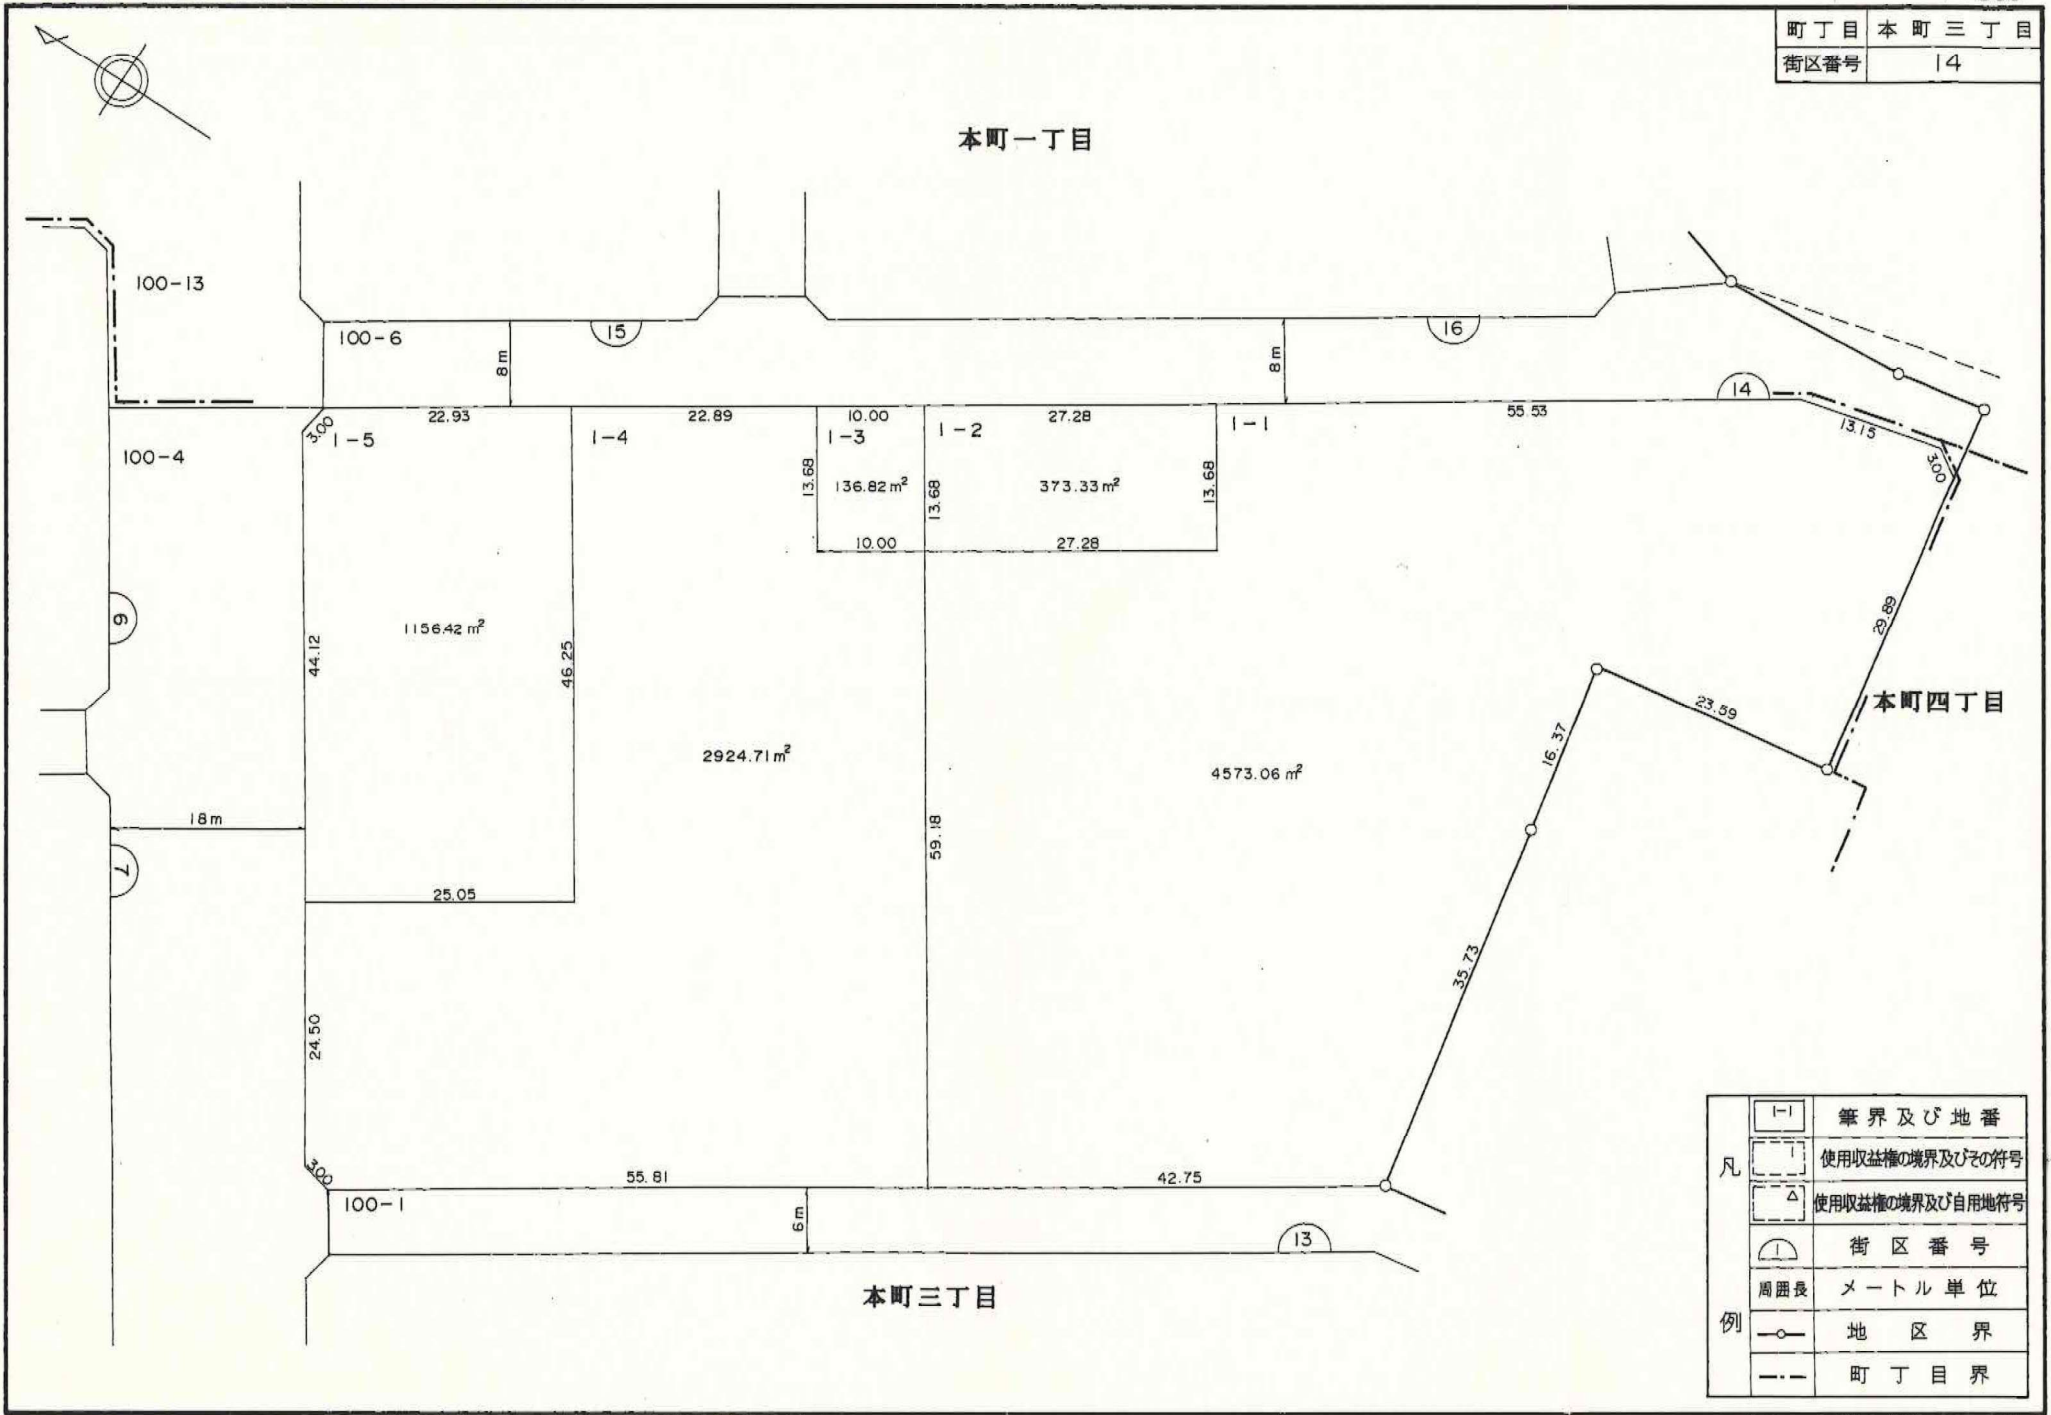 町丁目 本町三丁目
街区番号 14
本町一丁目
100-13
100-6
15
8m
8m
16
14
22.93
22.89
10.00
27.28
55.53
13.15
3.00
3.00
1-5
1-4
1-3
1-2
1-1
100-4
13.68
136.82m²
13.68
373.33m²
13.68
10.00
27.28
6
1156.42m²
44.12
46.25
29.89
本町四丁目
23.59
16.37
2924.71m²
4573.06m²
18m
7
59.18
25.05
35.73
24.50
3.00
55.81
42.75
100-1
6m
13
本町三丁目
凡例
1-1 筆界及び地番
1 使用収益権の境界及びその符号
△ 使用収益権の境界及び自用地符号
1 街区番号
周囲長 メートル単位
地区界
町丁目界